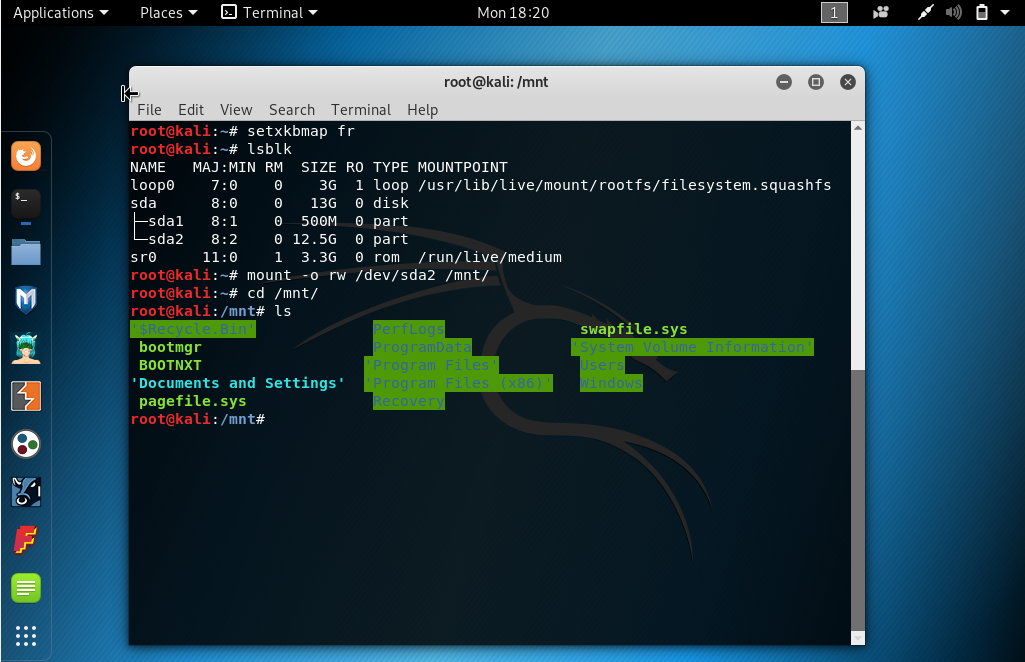 Applications Places Terminal Mon 18:20 1
root@kali: /mnt
File Edit View Search Terminal Help
root@kali:~# setxkbmap fr
root@kali:~# lsblk
NAME   MAJ:MIN RM  SIZE RO TYPE MOUNTPOINT
loop0    7:0    0    3G  1 loop /usr/lib/live/mount/rootfs/filesystem.squashfs
sda      8:0    0   13G  0 disk
├─sda1   8:1    0  500M  0 part
└─sda2   8:2    0 12.5G  0 part
sr0     11:0    1  3.3G  0 rom  /run/live/medium
root@kali:~# mount -o rw /dev/sda2 /mnt/
root@kali:~# cd /mnt/
root@kali:/mnt# ls
'$Recycle.Bin'             PerfLogs               swapfile.sys
 bootmgr                   ProgramData           'System Volume Information'
 BOOTNXT                  'Program Files'         Users
'Documents and Settings'  'Program Files (x86)'   Windows
 pagefile.sys              Recovery
root@kali:/mnt#